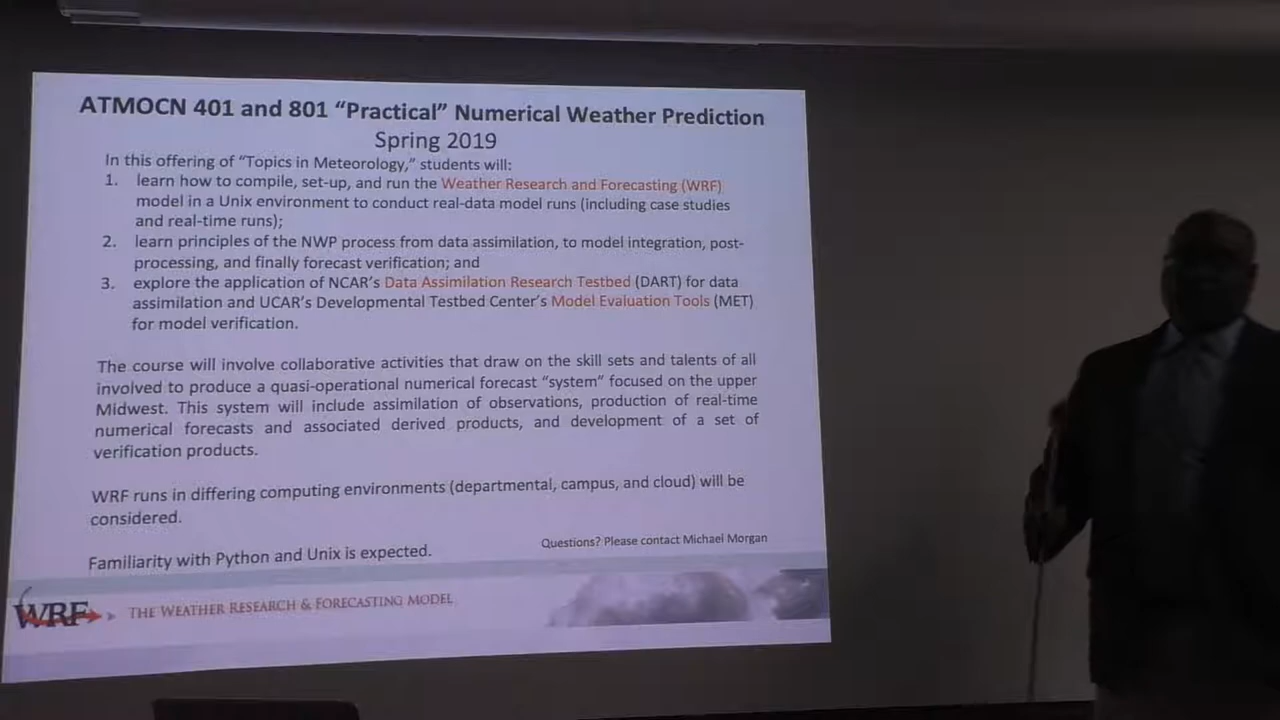 ATMOCN 401 and 801 “Practical” Numerical Weather Prediction
Spring 2019
In this offering of “Topics in Meteorology,” students will:
1. learn how to compile, set-up, and run the Weather Research and Forecasting (WRF)
model in a Unix environment to conduct real-data model runs (including case studies
and real-time runs);
2. learn principles of the NWP process from data assimilation, to model integration, post-
processing, and finally forecast verification; and
3. explore the application of NCAR’s Data Assimilation Research Testbed (DART) for data
assimilation and UCAR’s Developmental Testbed Center’s Model Evaluation Tools (MET)
for model verification.
The course will involve collaborative activities that draw on the skill sets and talents of all
involved to produce a quasi-operational numerical forecast “system” focused on the upper
Midwest. This system will include assimilation of observations, production of real-time
numerical forecasts and associated derived products, and development of a set of
verification products.
WRF runs in differing computing environments (departmental, campus, and cloud) will be
considered.
Familiarity with Python and Unix is expected.
Questions? Please contact Michael Morgan
WRF THE WEATHER RESEARCH & FORECASTING MODEL